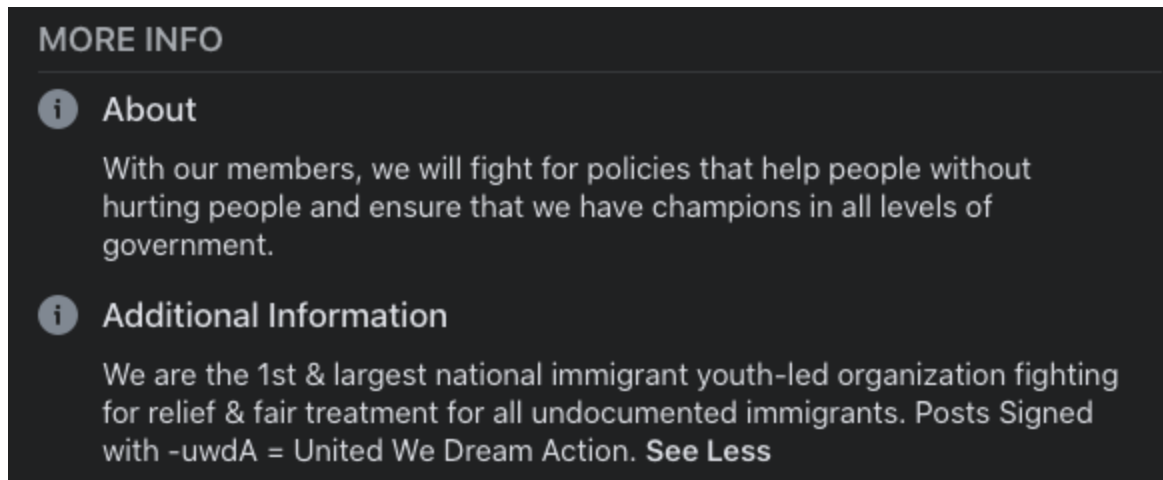 MORE INFO
About
With our members, we will fight for policies that help people without
hurting people and ensure that we have champions in all levels of
government.
Additional Information
We are the 1st & largest national immigrant youth-led organization fighting
for relief & fair treatment for all undocumented immigrants. Posts Signed
with -uwdA = United We Dream Action. See Less